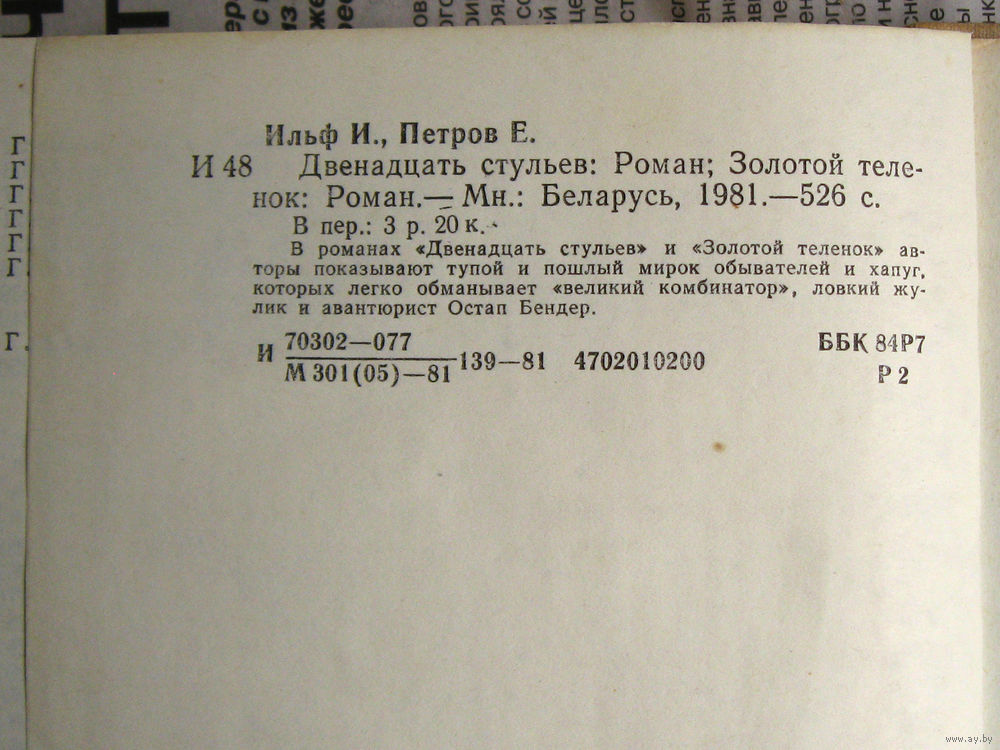 Ильф И., Петров Е.
И 48 Двенадцать стульев: Роман; Золотой теле-
нок: Роман.— Мн.: Беларусь, 1981.—526 с.
В пер.: 3 р. 20 к.
В романах «Двенадцать стульев» и «Золотой теленок» ав-
торы показывают тупой и пошлый мирок обывателей и хапуг,
которых легко обманывает «великий комбинатор», ловкий жу-
лик и авантюрист Остап Бендер.
И 70302—077
М 301(05)—81 139—81 4702010200
ББК 84Р7
Р 2
Г
Г
Г
Г
Г
Г.
Г.
www.ay.by